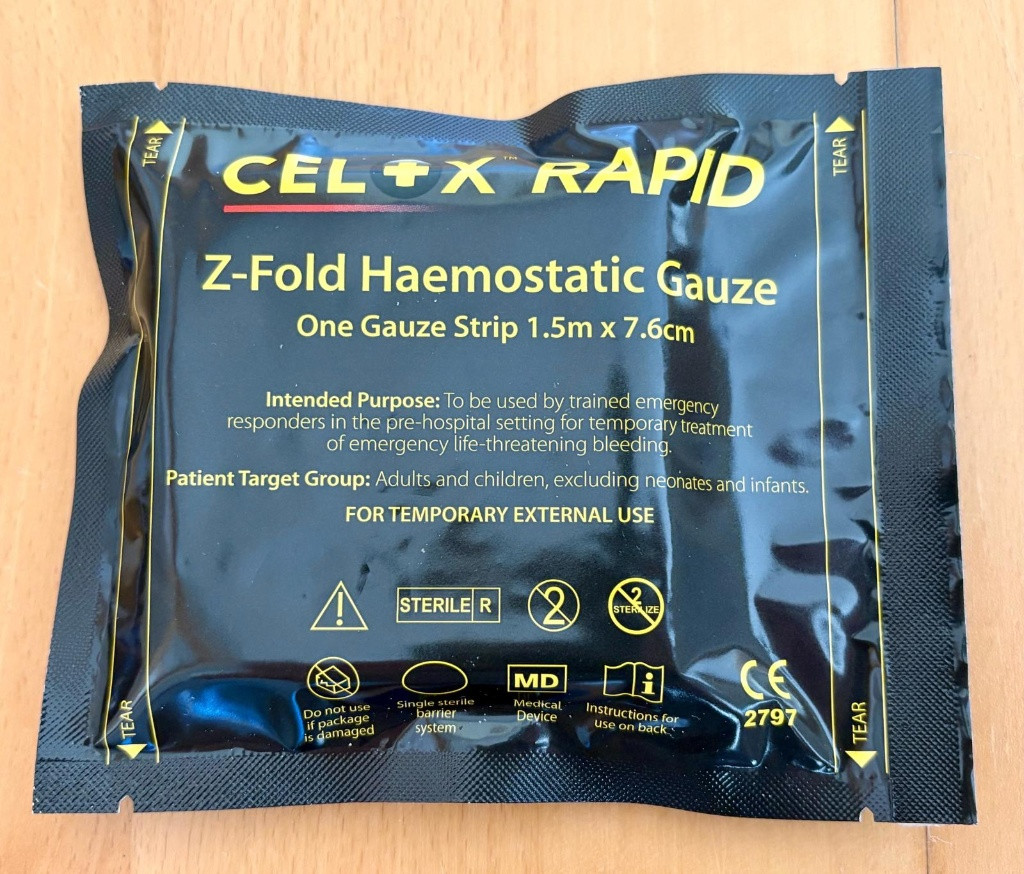 TEAR
TEAR
CELOX™ RAPID
Z-Fold Haemostatic Gauze
One Gauze Strip 1.5m x 7.6cm
Intended Purpose: To be used by trained emergency
responders in the pre-hospital setting for temporary treatment
of emergency life-threatening bleeding.
Patient Target Group: Adults and children, excluding neonates and infants.
FOR TEMPORARY EXTERNAL USE
STERILE R
2
2
STERILIZE
Do not use
if package
is damaged
Single sterile
barrier
system
MD
Medical
Device
i
Instructions for
use on back
CE
2797
TEAR
TEAR